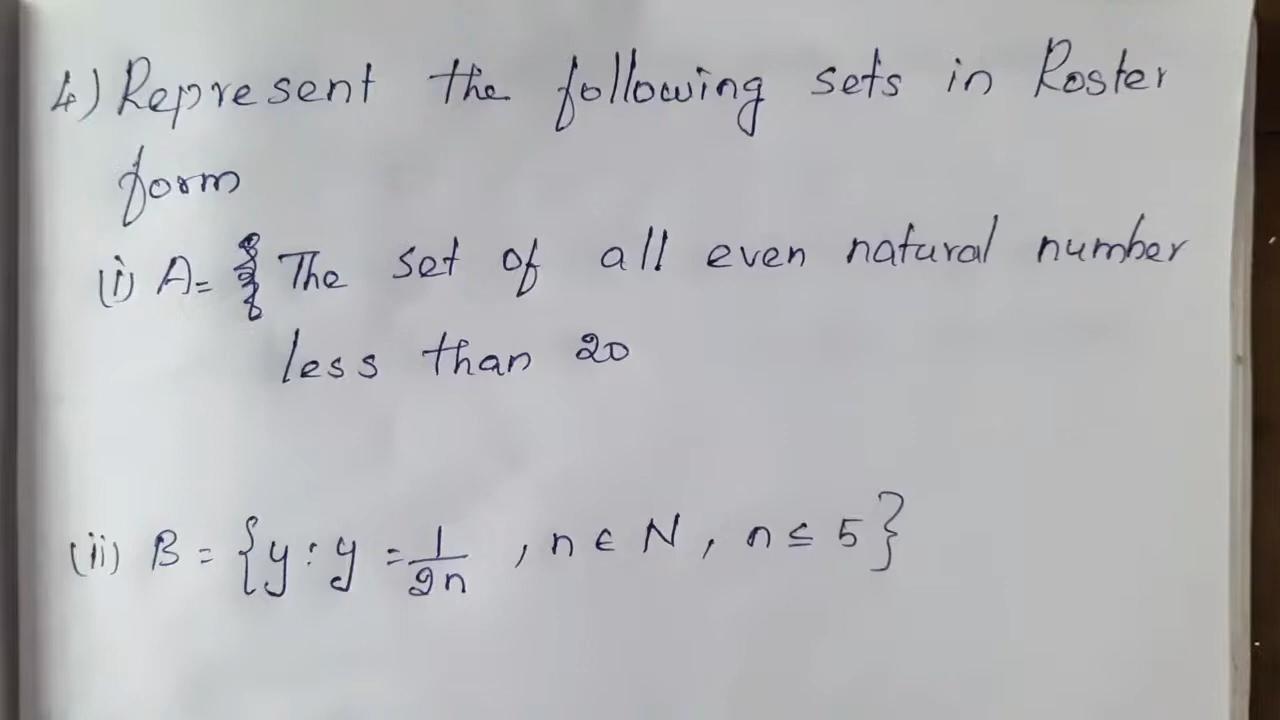 4) Represent the following sets in Roster
form
(i) A = The set of all even natural number
less than 20
(ii) B = {y : y = 1/2n , n ∈ N , n ≤ 5}